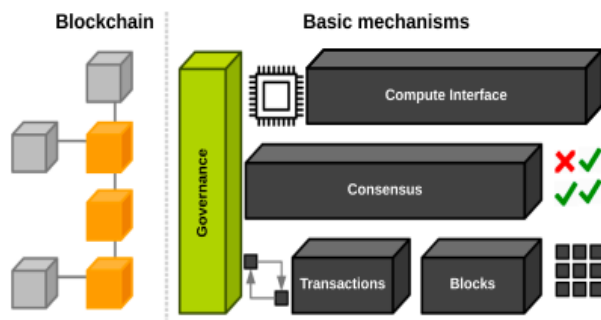 Blockchain
Basic mechanisms
Governance
Compute Interface
Consensus
Transactions
Blocks